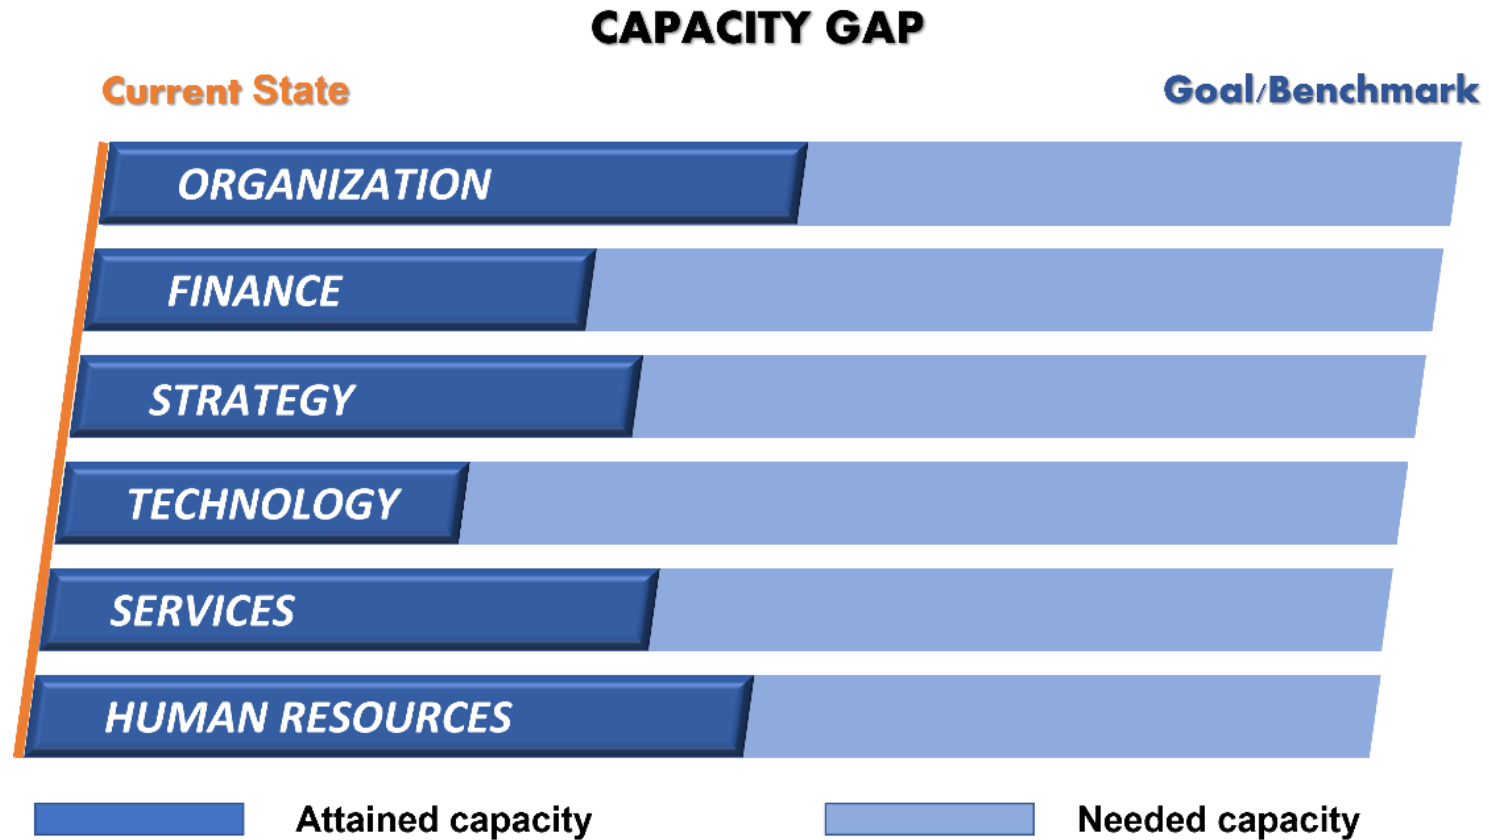 CAPACITY GAP
Current State
Goal/Benchmark
ORGANIZATION
FINANCE
STRATEGY
TECHNOLOGY
SERVICES
HUMAN RESOURCES
Attained capacity
Needed capacity